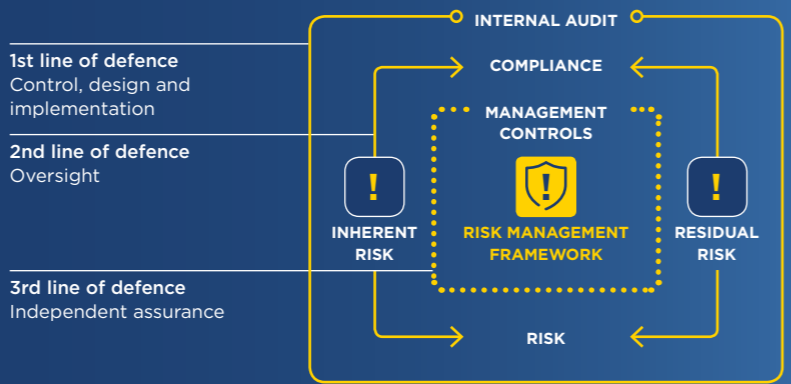 INTERNAL AUDIT
1st line of defence
Control, design and
implementation
2nd line of defence
Oversight
3rd line of defence
Independent assurance
COMPLIANCE
MANAGEMENT
CONTROLS
!
!
!
INHERENT
RISK
RISK MANAGEMENT
FRAMEWORK
RESIDUAL
RISK
RISK